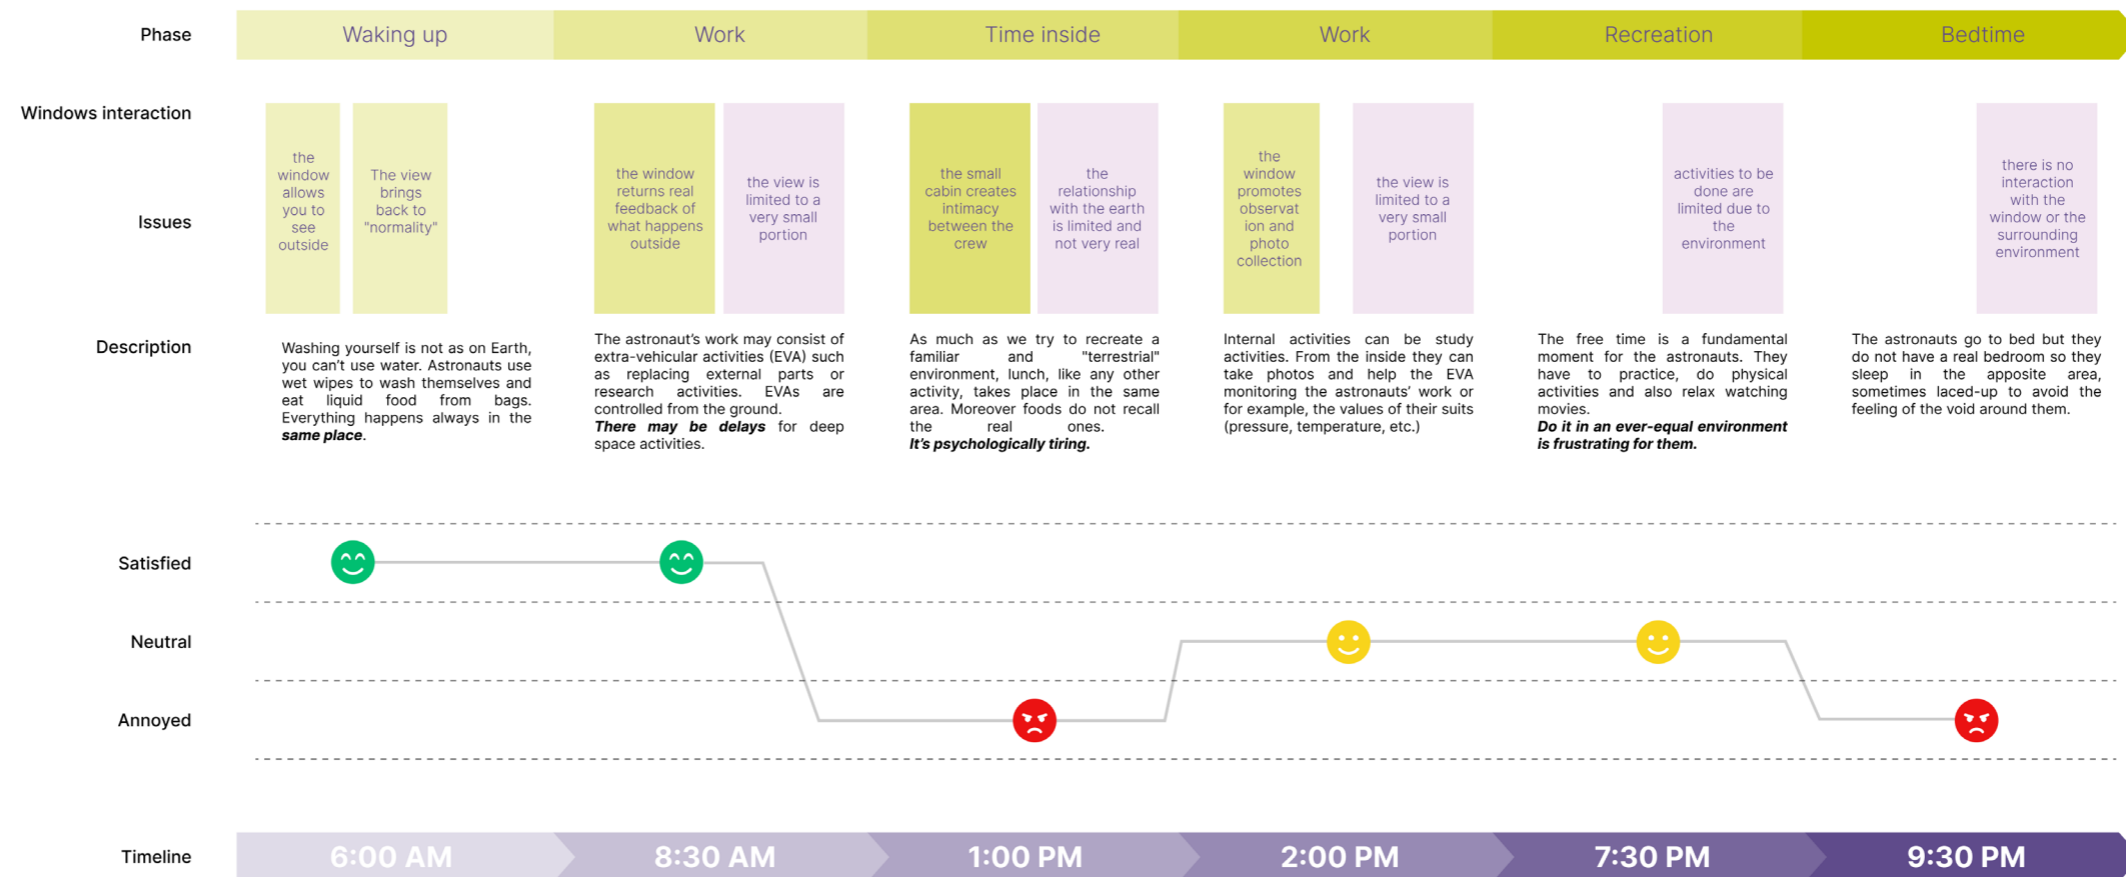 Phase
Waking up
Work
Time inside
Work
Recreation
Bedtime
Windows interaction
Issues
the
window
allows
you to
see
outside
The view
brings
back to
"normality"
the window
returns real
feedback of
what happens
outside
the view is
limited to a
very small
portion
the small
cabin creates
intimacy
between the
crew
the
relationship
with the earth
is limited and
not very real
the
window
promotes
observat
ion and
photo
collection
the view is
limited to a
very small
portion
activities to be
done are
limited due to
the
environment
there is no
interaction
with the
window or the
surrounding
environment
Description
Washing yourself is not as on Earth,
you can't use water. Astronauts use
wet wipes to wash themselves and
eat liquid food from bags.
Everything happens always in the
same place.
The astronaut's work may consist of
extra-vehicular activities (EVA) such
as replacing external parts or
research activities. EVAs are
controlled from the ground.
There may be delays for deep
space activities.
As much as we try to recreate a
familiar and "terrestrial"
environment, lunch, like any other
activity, takes place in the same
area. Moreover foods do not recall
the real ones.
It's psychologically tiring.
Internal activities can be study
activities. From the inside they can
take photos and help the EVA
monitoring the astronauts' work or
for example, the values of their suits
(pressure, temperature, etc.)
The free time is a fundamental
moment for the astronauts. They
have to practice, do physical
activities and also relax watching
movies.
Do it in an ever-equal environment
is frustrating for them.
The astronauts go to bed but they
do not have a real bedroom so they
sleep in the apposite area,
sometimes laced-up to avoid the
feeling of the void around them.
Satisfied
Neutral
Annoyed
Timeline
6:00 AM
8:30 AM
1:00 PM
2:00 PM
7:30 PM
9:30 PM